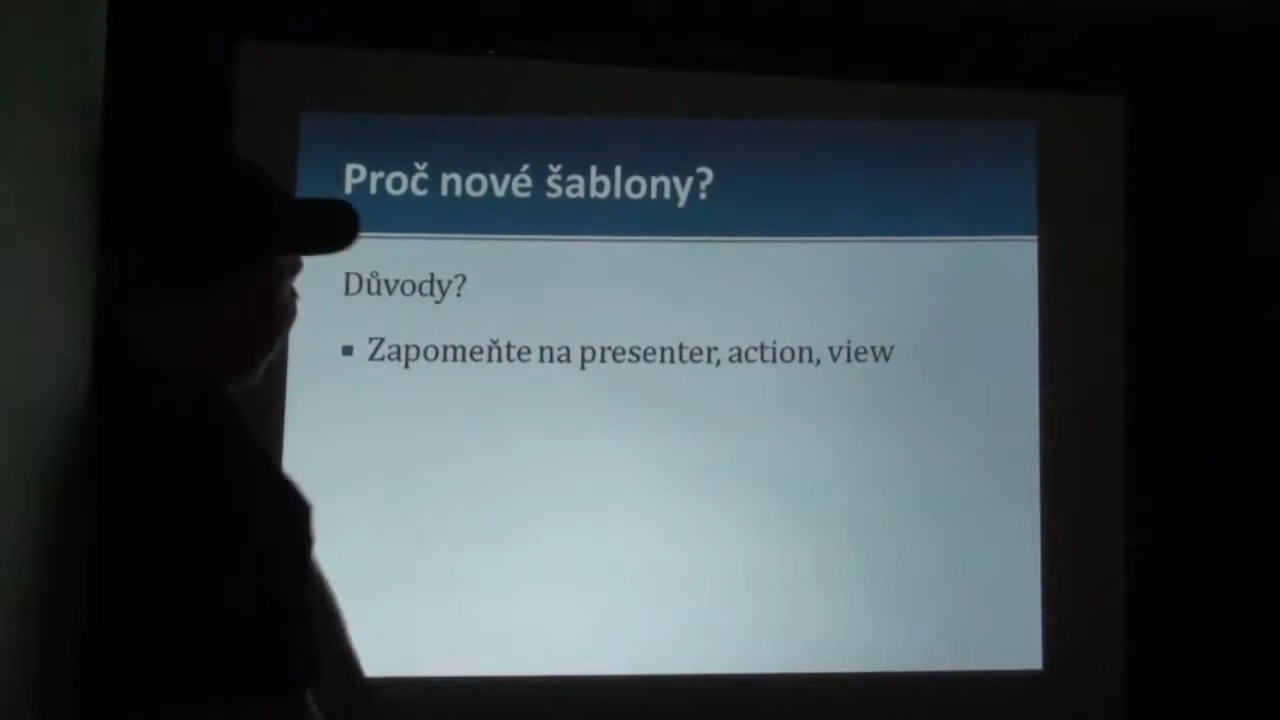 Proč nové šablony?
Důvody?
▪ Zapomeňte na presenter, action, view